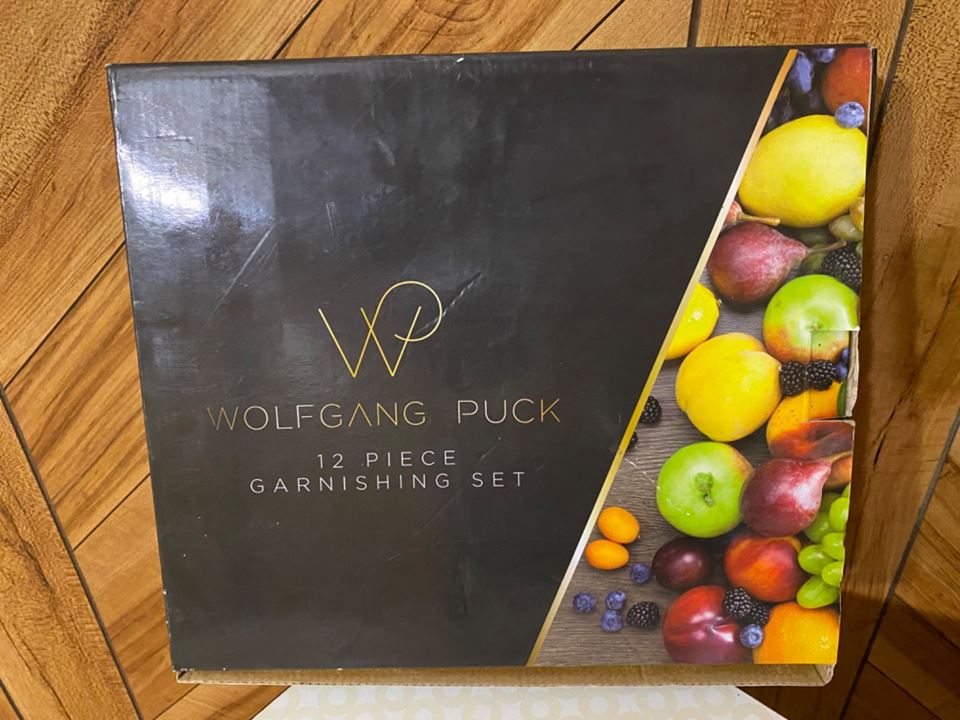 WP
WOLFGANG PUCK
12 PIECE
GARNISHING SET